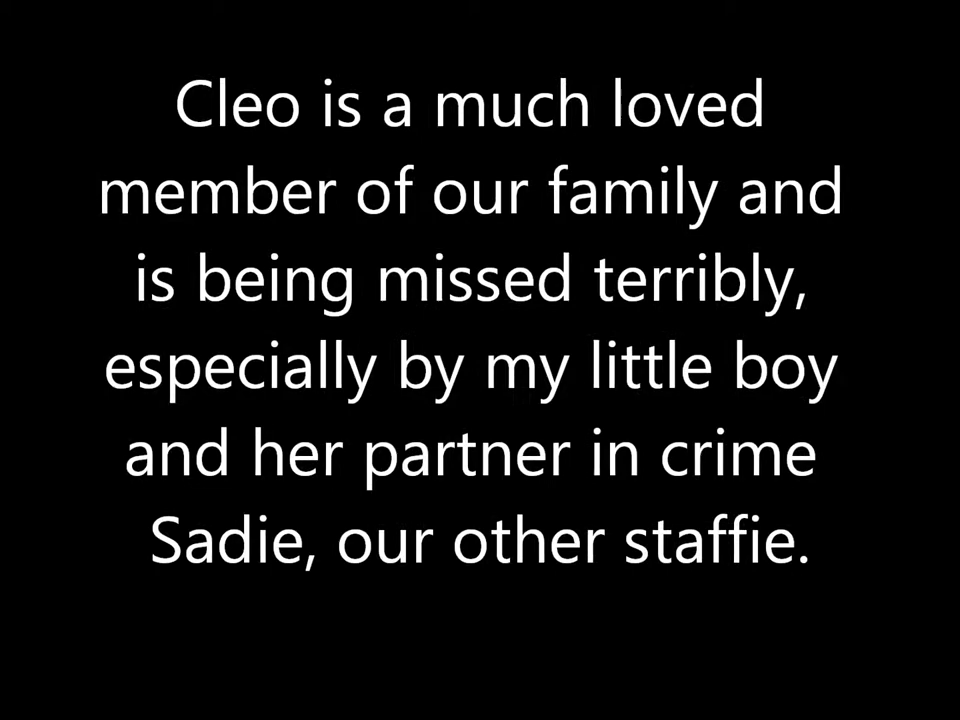 Cleo is a much loved
member of our family and
is being missed terribly,
especially by my little boy
and her partner in crime
Sadie, our other staffie.